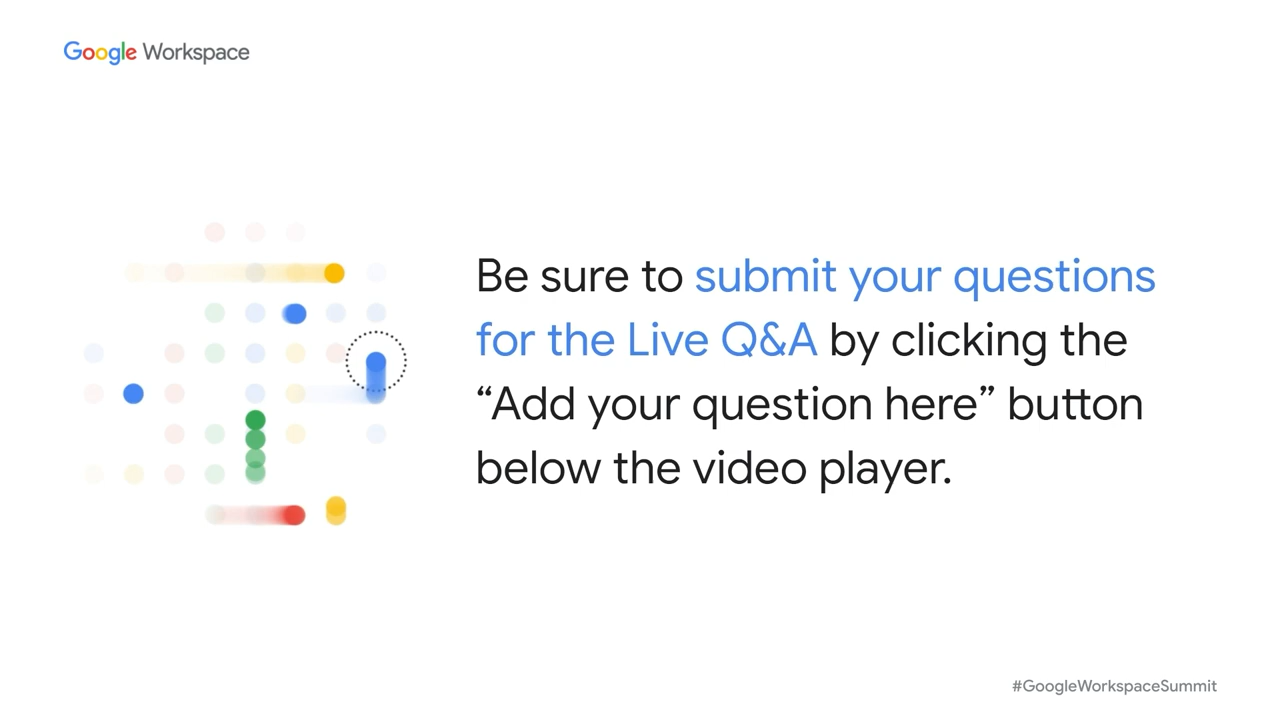 Google Workspace
Be sure to submit your questions
for the Live Q&A by clicking the
“Add your question here” button
below the video player.
#GoogleWorkspaceSummit